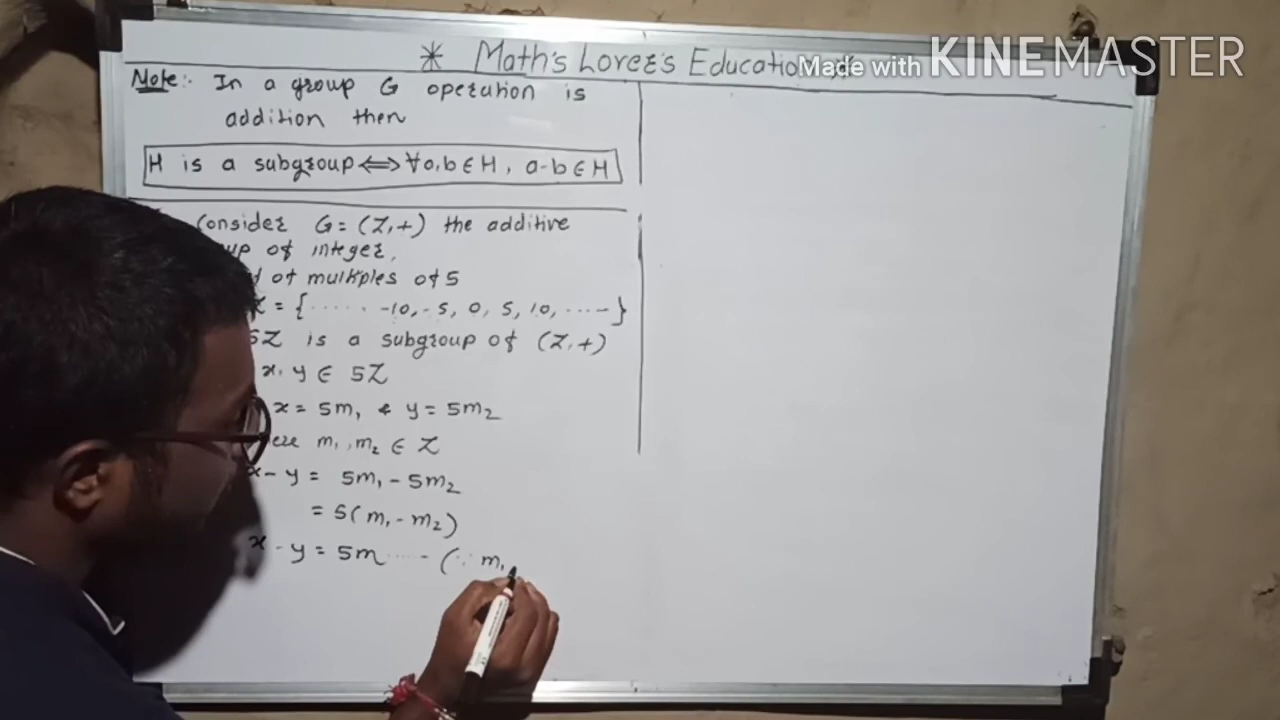 * Math's Lover's Education
Made with KINEMASTER
Note:- In a group G operation is
addition then
H is a subgroup ⟺ ∀a,b ∈ H, a-b ∈ H
Consider G = (Z,+) the additive
of integer,
of multiples of 5
= {...... -10, -5, 0, 5, 10, ......}
5Z is a subgroup of (Z,+)
x, y ∈ 5Z
x = 5m₁ & y = 5m₂
m₁, m₂ ∈ Z
x - y = 5m₁ - 5m₂
= 5(m₁ - m₂)
x - y = 5m ..... (∵ m₁